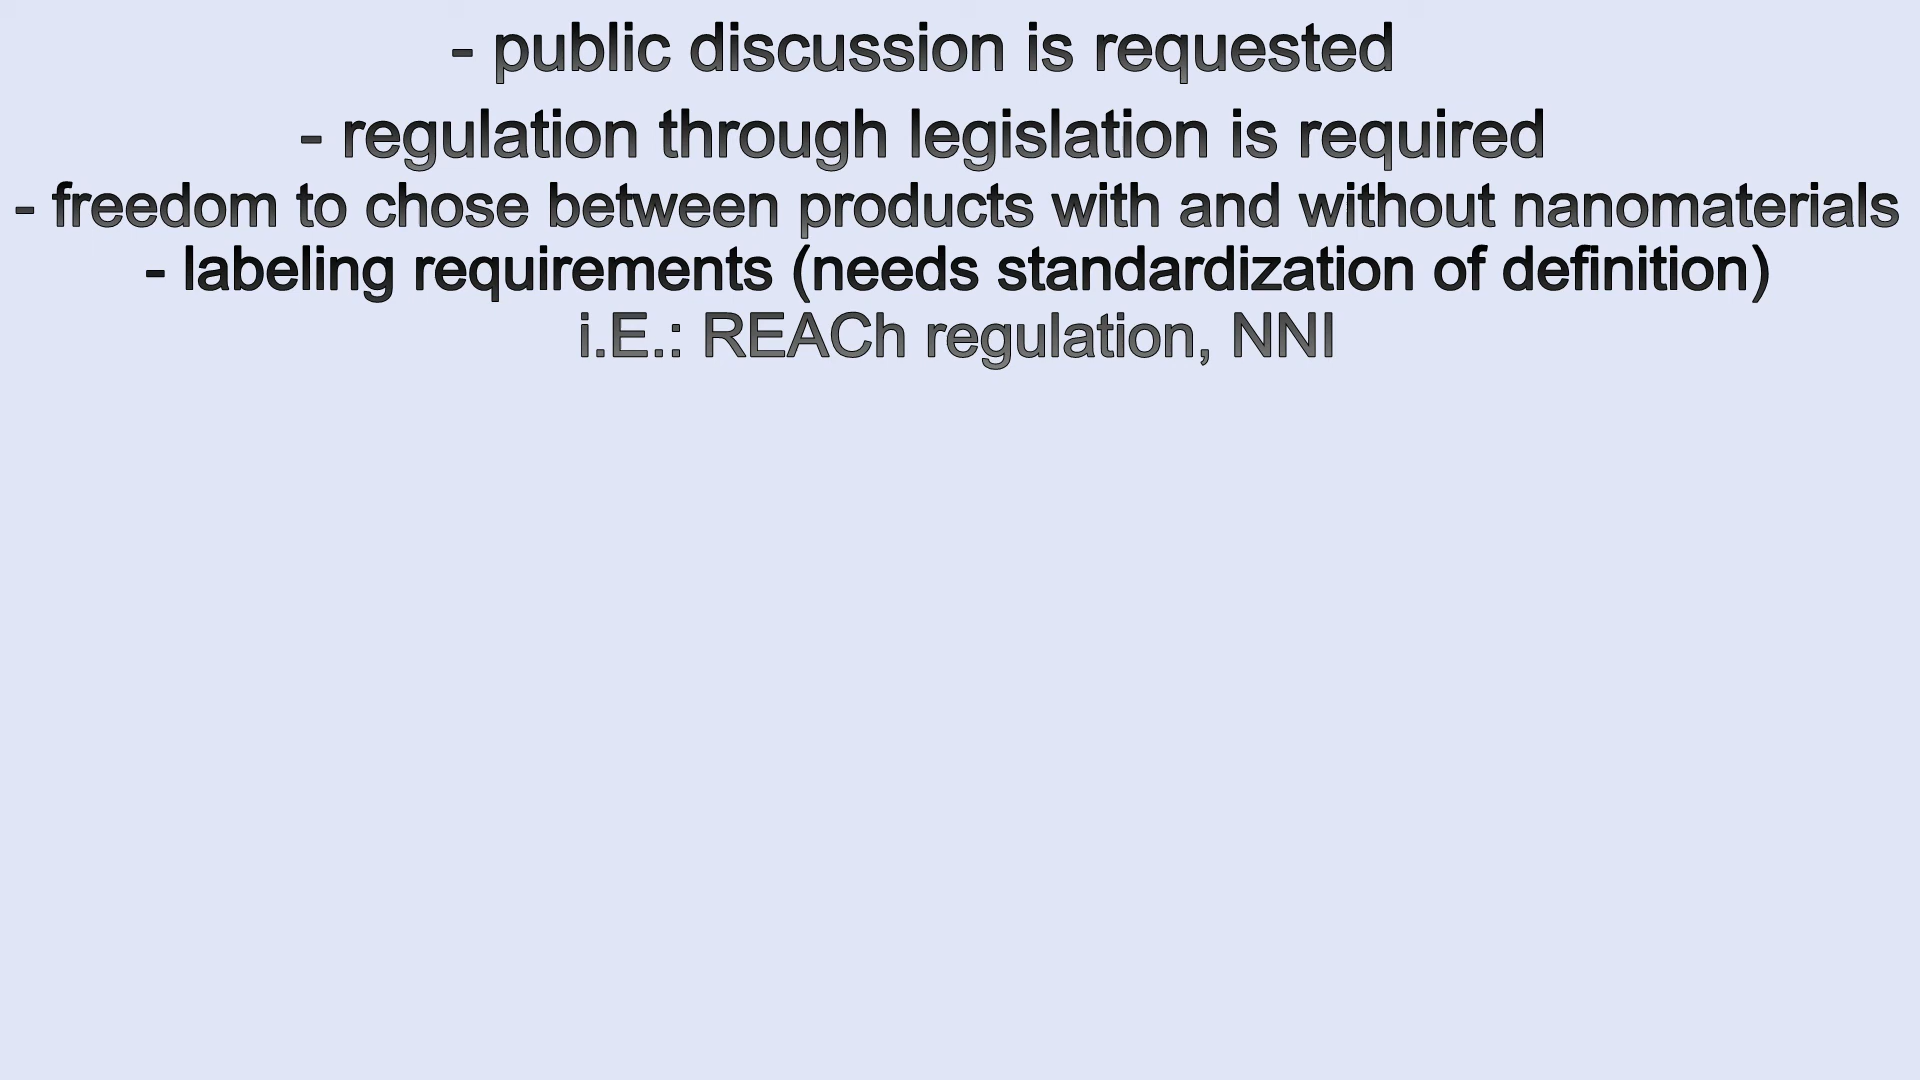 - public discussion is requested
- regulation through legislation is required
- freedom to chose between products with and without nanomaterials
- labeling requirements (needs standardization of definition)
i.E.: REACh regulation, NNI